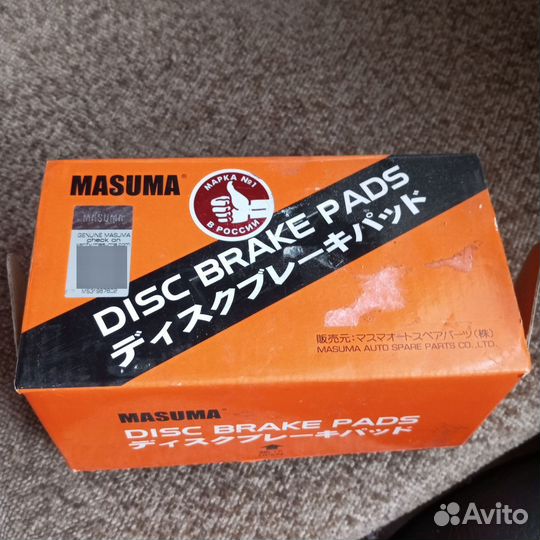 MASUMA
МАРКА №1
В РОССИИ
MASUMA
GENUINE MASUMA
check on
DISC BRAKE PADS
ディスクブレーキパッド
販売元:マスマオートスペアパーツ(株)
MASUMA AUTO SPARE PARTS CO.,LTD.
MASUMA
DISC BRAKE PADS
ディスクブレーキパッド
Avito